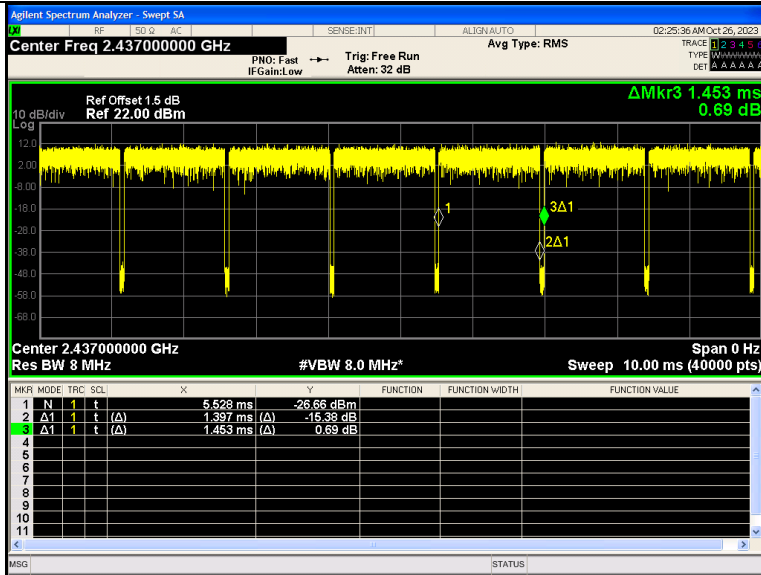 Agilent Spectrum Analyzer - Swept SA
LXI RF 50 Ω AC SENSE:INT ALIGN AUTO 02:25:36 AM Oct 26, 2023
Center Freq 2.437000000 GHz Avg Type: RMS TRACE 1 2 3 4 5 6
PNO: Fast Trig: Free Run TYPE W
IFGain:Low Atten: 32 dB DET A A A A A
ΔMkr3 1.453 ms
0.69 dB
Ref Offset 1.5 dB
10 dB/div Ref 22.00 dBm
Log
12.0
2.00
-8.00
-18.0
-28.0
-38.0
-48.0
-58.0
-68.0
1
3Δ1
2Δ1
Center 2.437000000 GHz Span 0 Hz
Res BW 8 MHz #VBW 8.0 MHz* Sweep 10.00 ms (40000 pts)
MKR MODE TRC SCL X Y FUNCTION FUNCTION WIDTH FUNCTION VALUE
1 N 1 t 5.528 ms -26.66 dBm
2 Δ1 1 t (Δ) 1.397 ms (Δ) -15.38 dB
3 Δ1 1 t (Δ) 1.453 ms (Δ) 0.69 dB
4
5
6
7
8
9
10
11
MSG STATUS